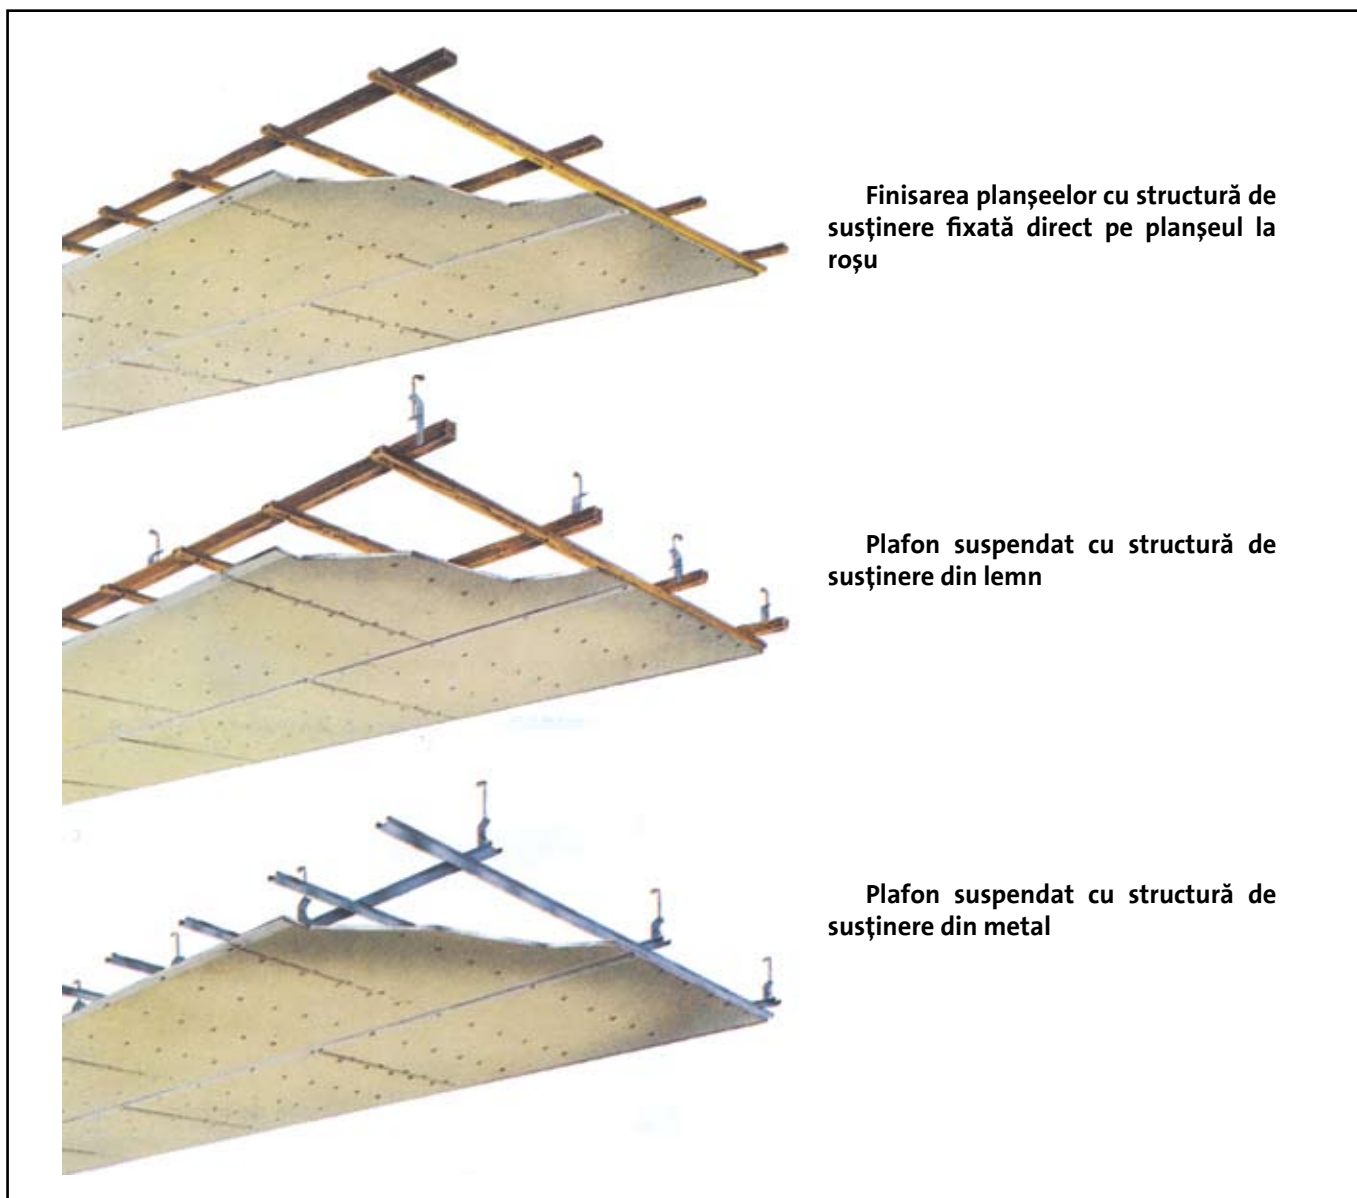 Finisarea planșeelor cu structură de
susținere fixată direct pe planșeul la
roșu
Plafon suspendat cu structură de
susținere din lemn
Plafon suspendat cu structură de
susținere din metal